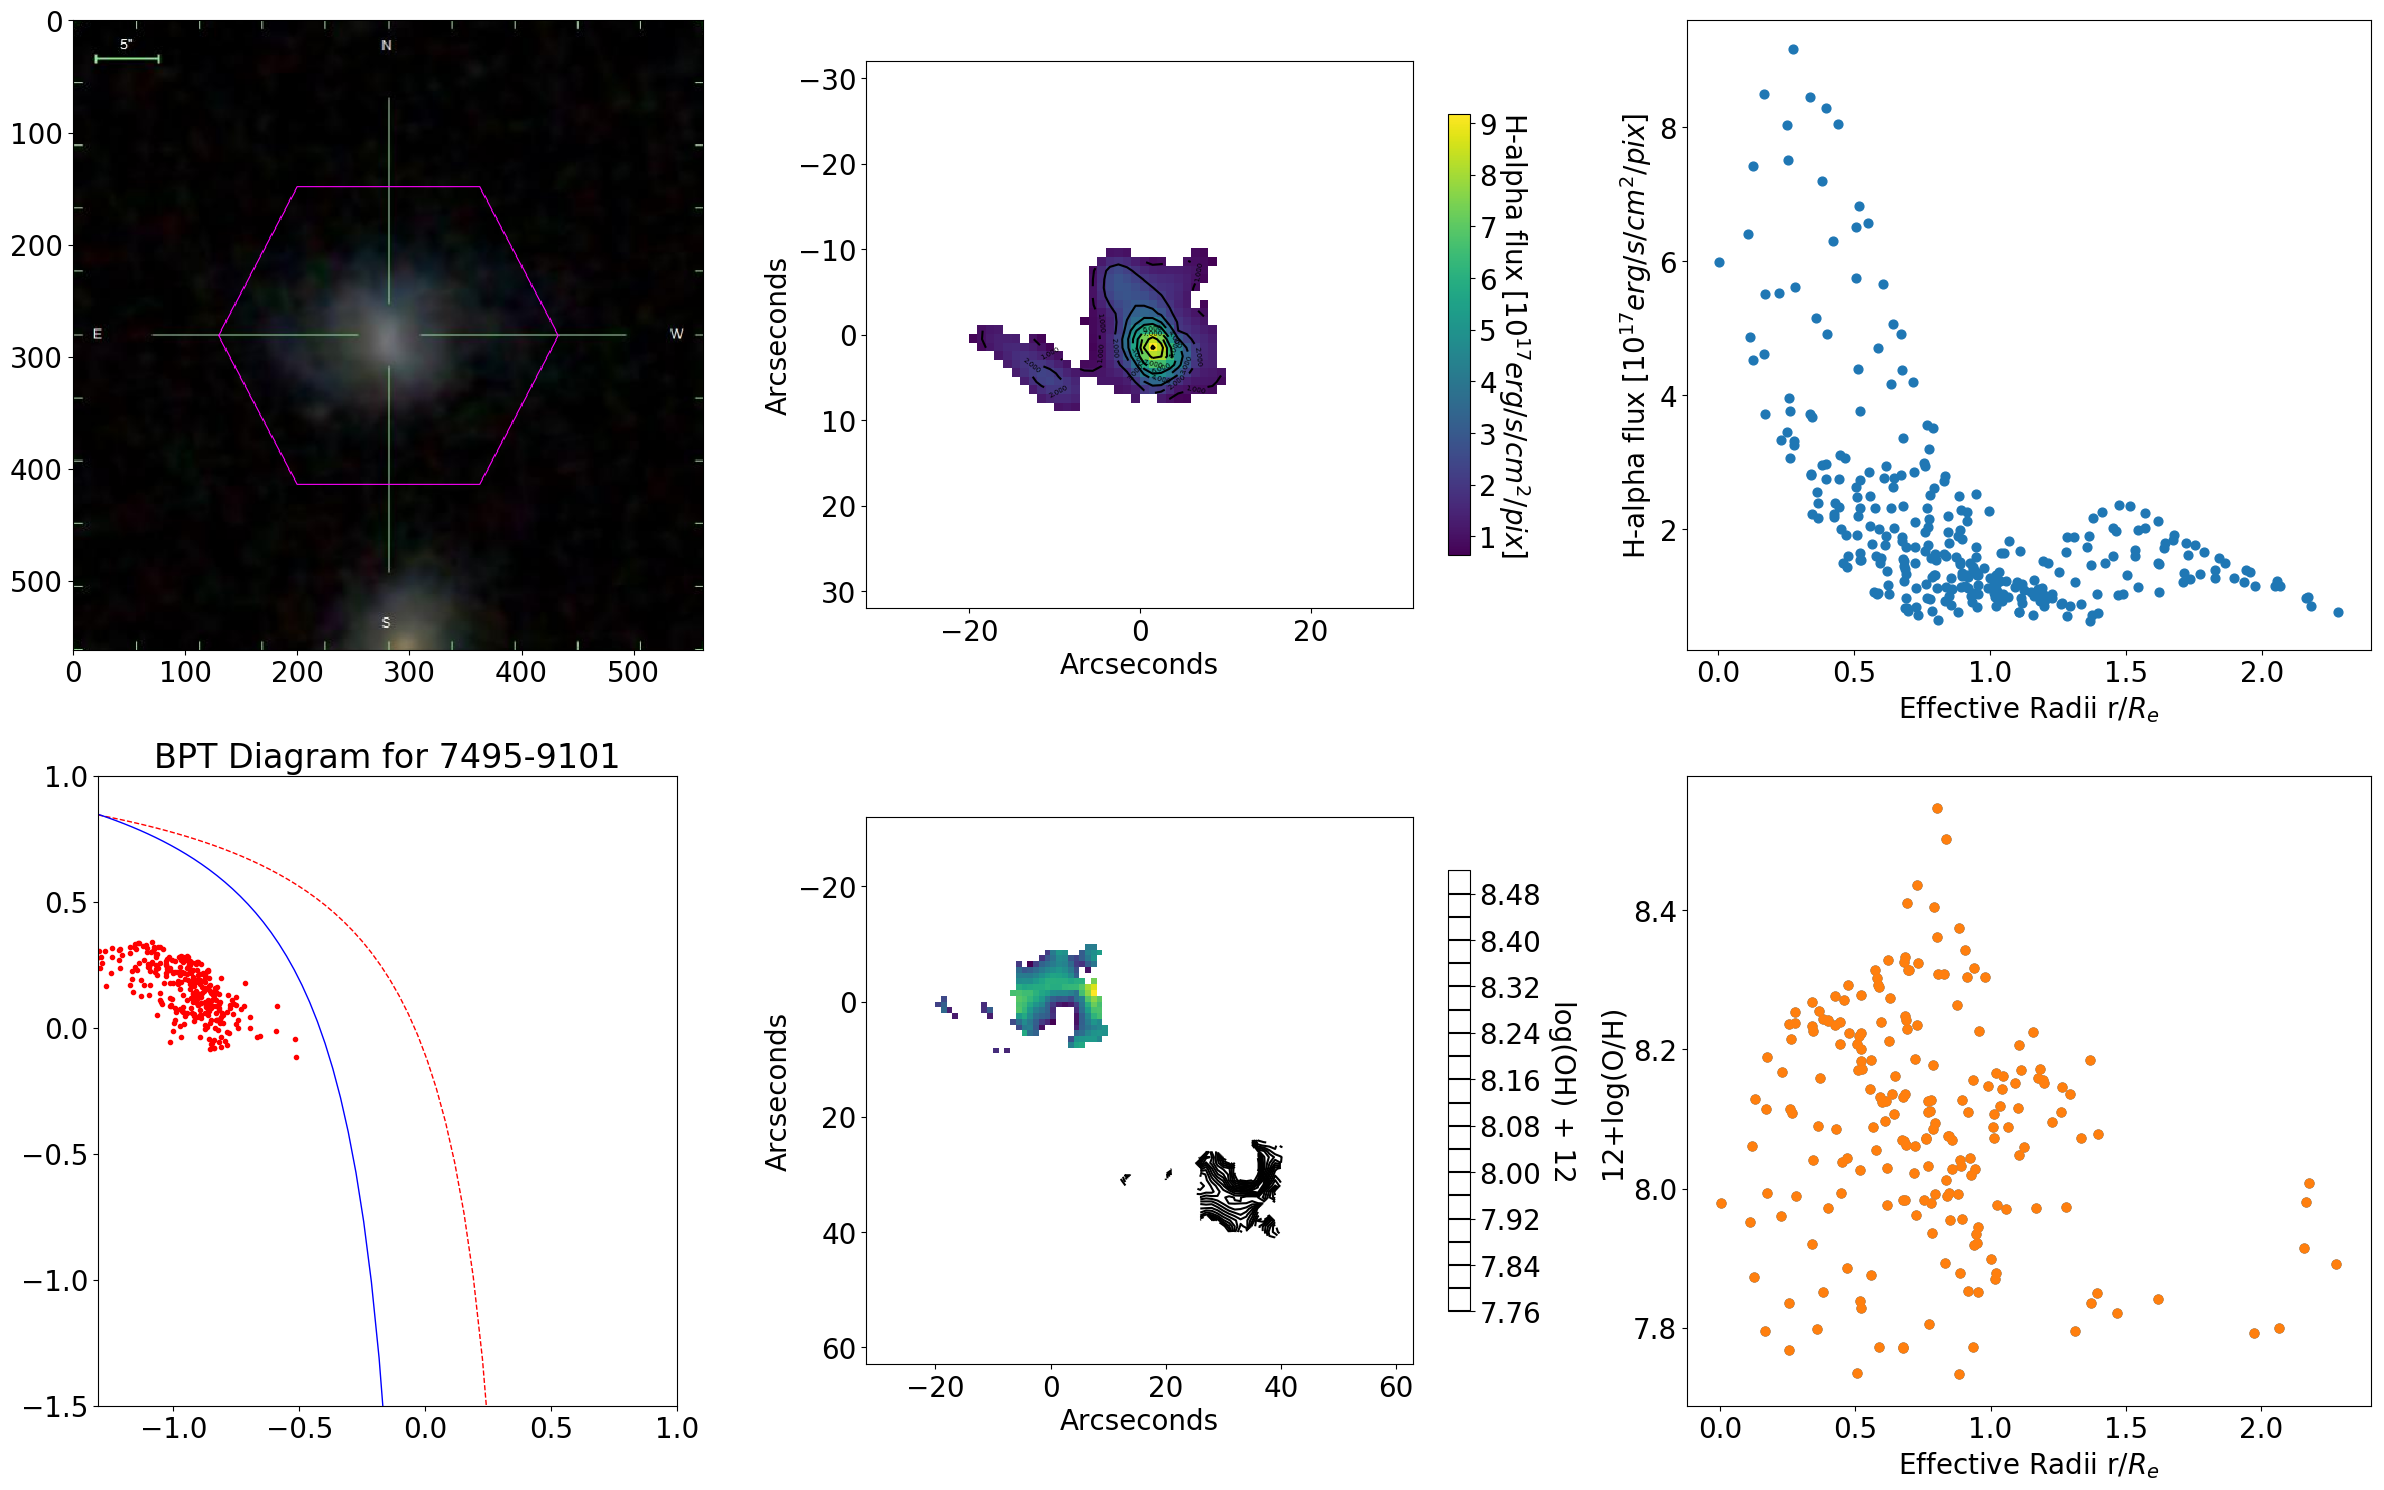 0
100
200
300
400
500
0 100 200 300 400 500
5"
N
E
W
S
−30
−20
−10
0
10
20
30
−20 0 20
Arcseconds
Arcseconds
9
8
7
6
5
4
3
2
1
H-alpha flux [10^17 erg/s/cm^2/pix]
H-alpha flux [10^17 erg/s/cm^2/pix]
8
6
4
2
0.0 0.5 1.0 1.5 2.0
Effective Radii r/R_e
BPT Diagram for 7495-9101
1.0
0.5
0.0
−0.5
−1.0
−1.5
−1.0 −0.5 0.0 0.5 1.0
Arcseconds
−20
0
20
40
60
−20 0 20 40 60
Arcseconds
8.48
8.40
8.32
8.24
8.16
8.08
8.00
7.92
7.84
7.76
log(OH) + 12
12+log(O/H)
8.4
8.2
8.0
7.8
0.0 0.5 1.0 1.5 2.0
Effective Radii r/R_e